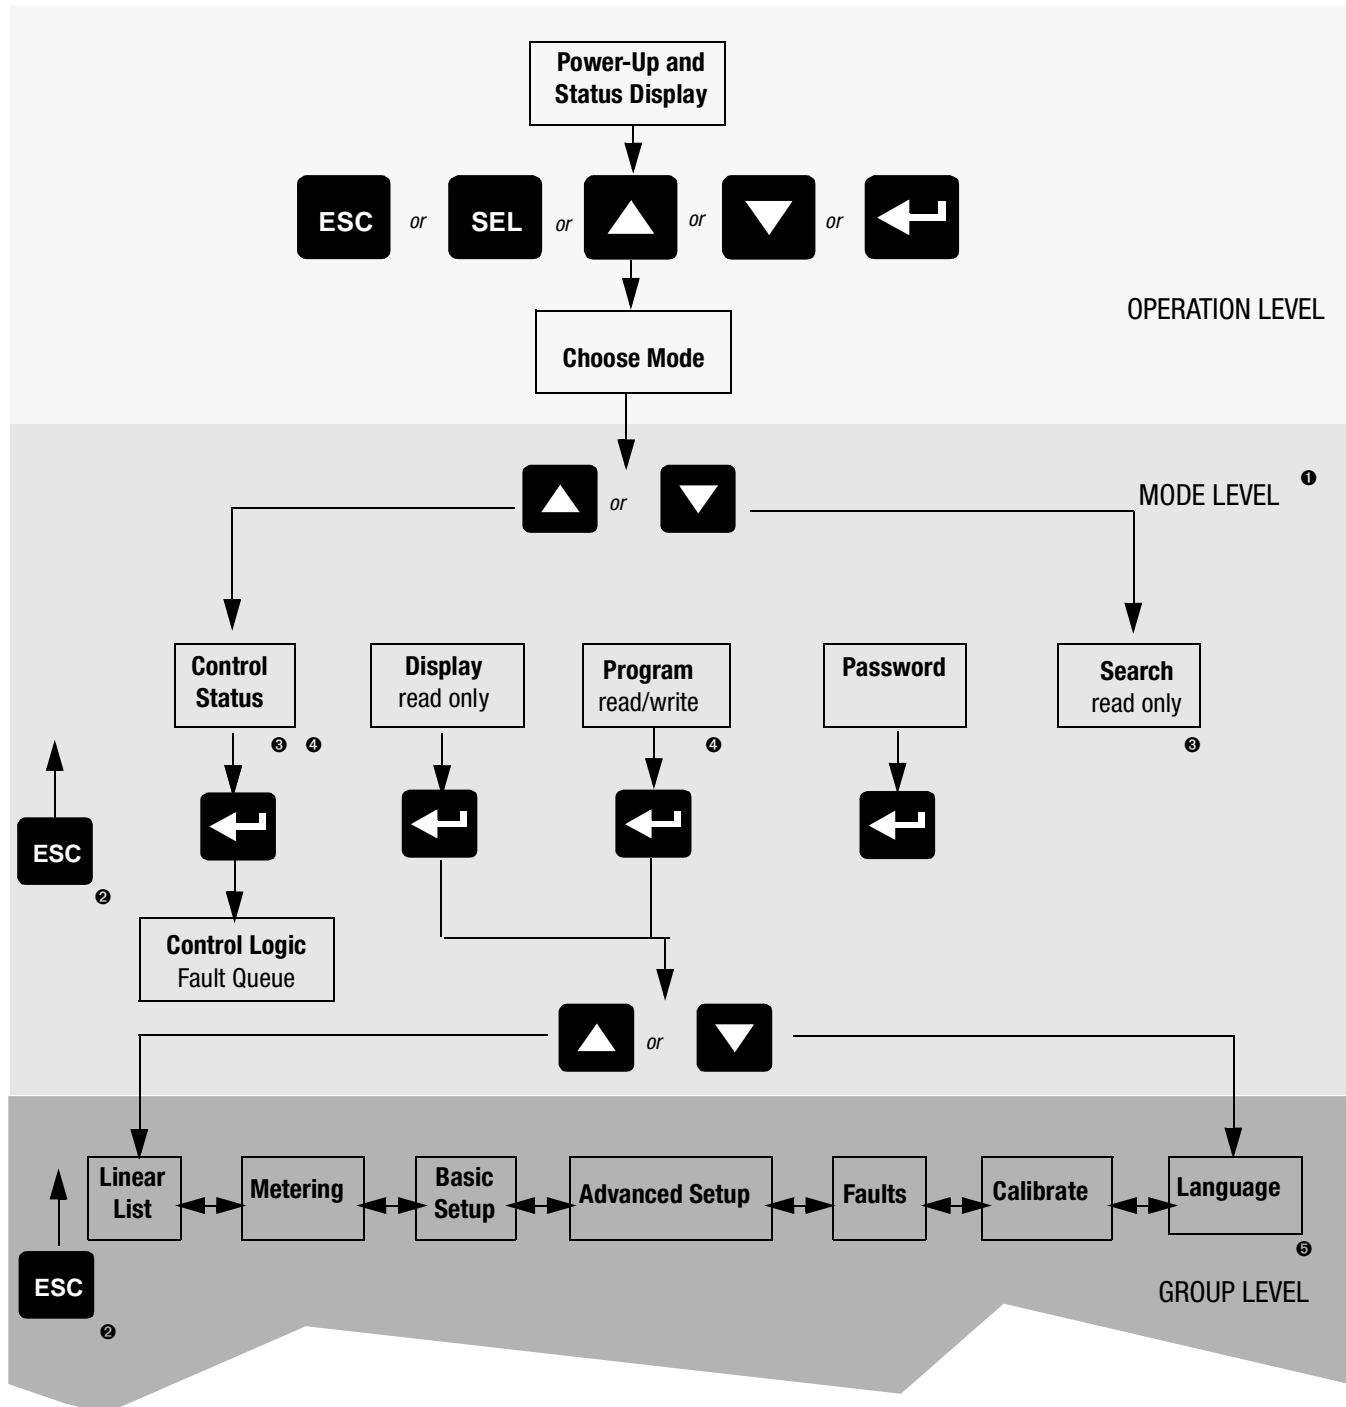 Power-Up and
Status Display
ESC or SEL or or or
OPERATION LEVEL
Choose Mode
or
MODE LEVEL ❶
Control
Status
❸ ❹
Display
read only
Program
read/write
❹
Password
Search
read only
❸
ESC
❷
Control Logic
Fault Queue
or
Linear
List
Metering
Basic
Setup
Advanced Setup
Faults
Calibrate
Language
❺
ESC
❷
GROUP LEVEL